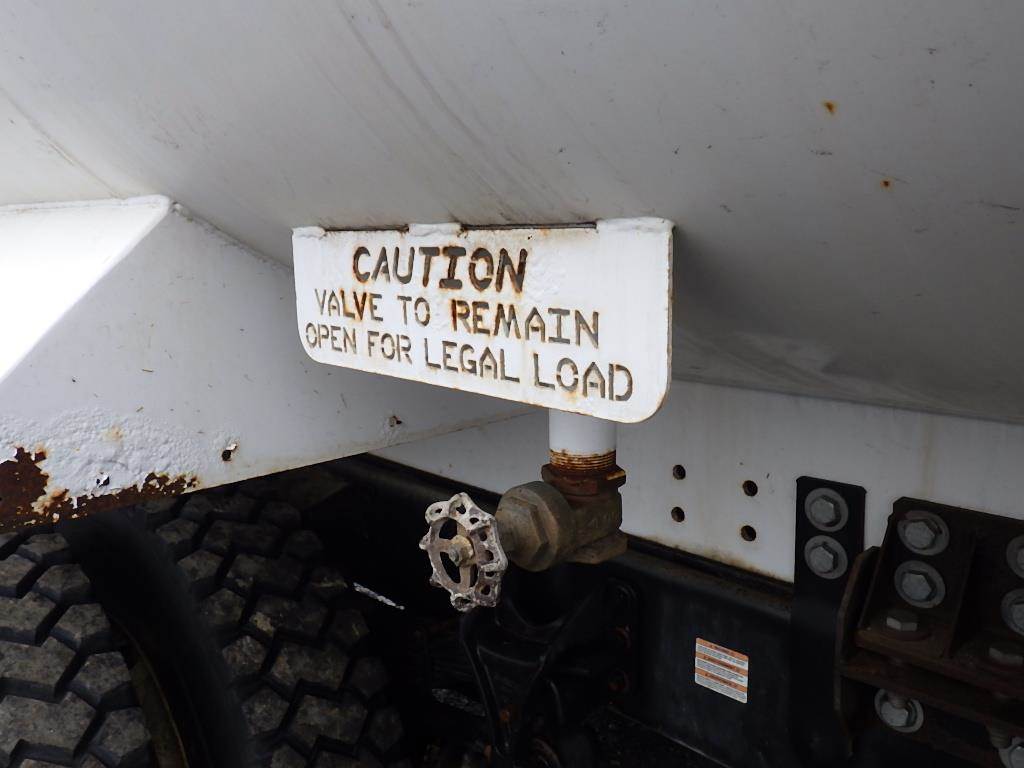 CAUTION
VALVE TO REMAIN
OPEN FOR LEGAL LOAD